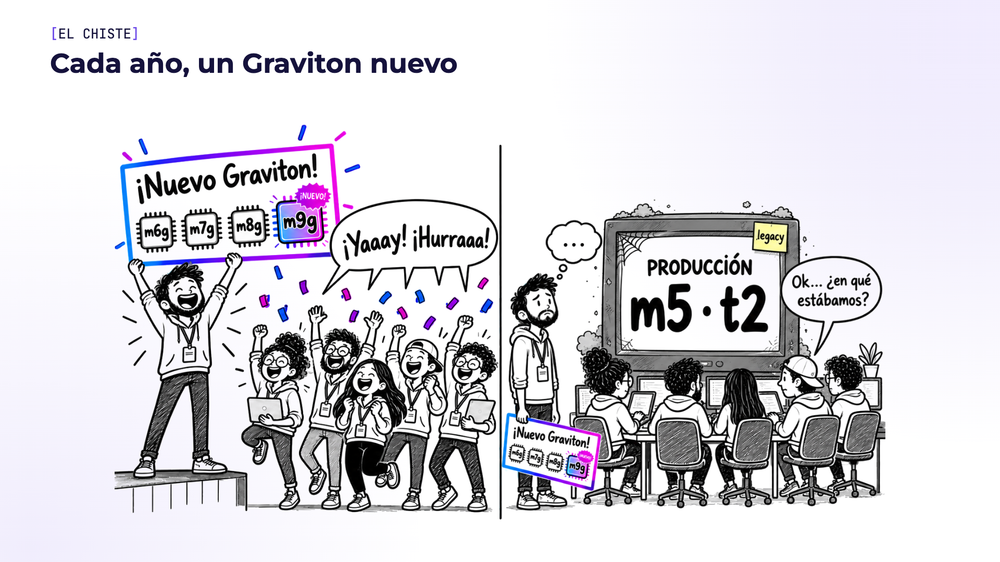 [EL CHISTE]
Cada año, un Graviton nuevo
¡Nuevo Graviton!
¡NUEVO!
m6g
m7g
m8g
m9g
¡Yaaay! ¡Hurraaa!
...
legacy
PRODUCCIÓN
m5 · t2
Ok... ¿en qué
estábamos?
¡Nuevo Graviton!
¡NUEVO!
m6g
m7g
m8g
m9g